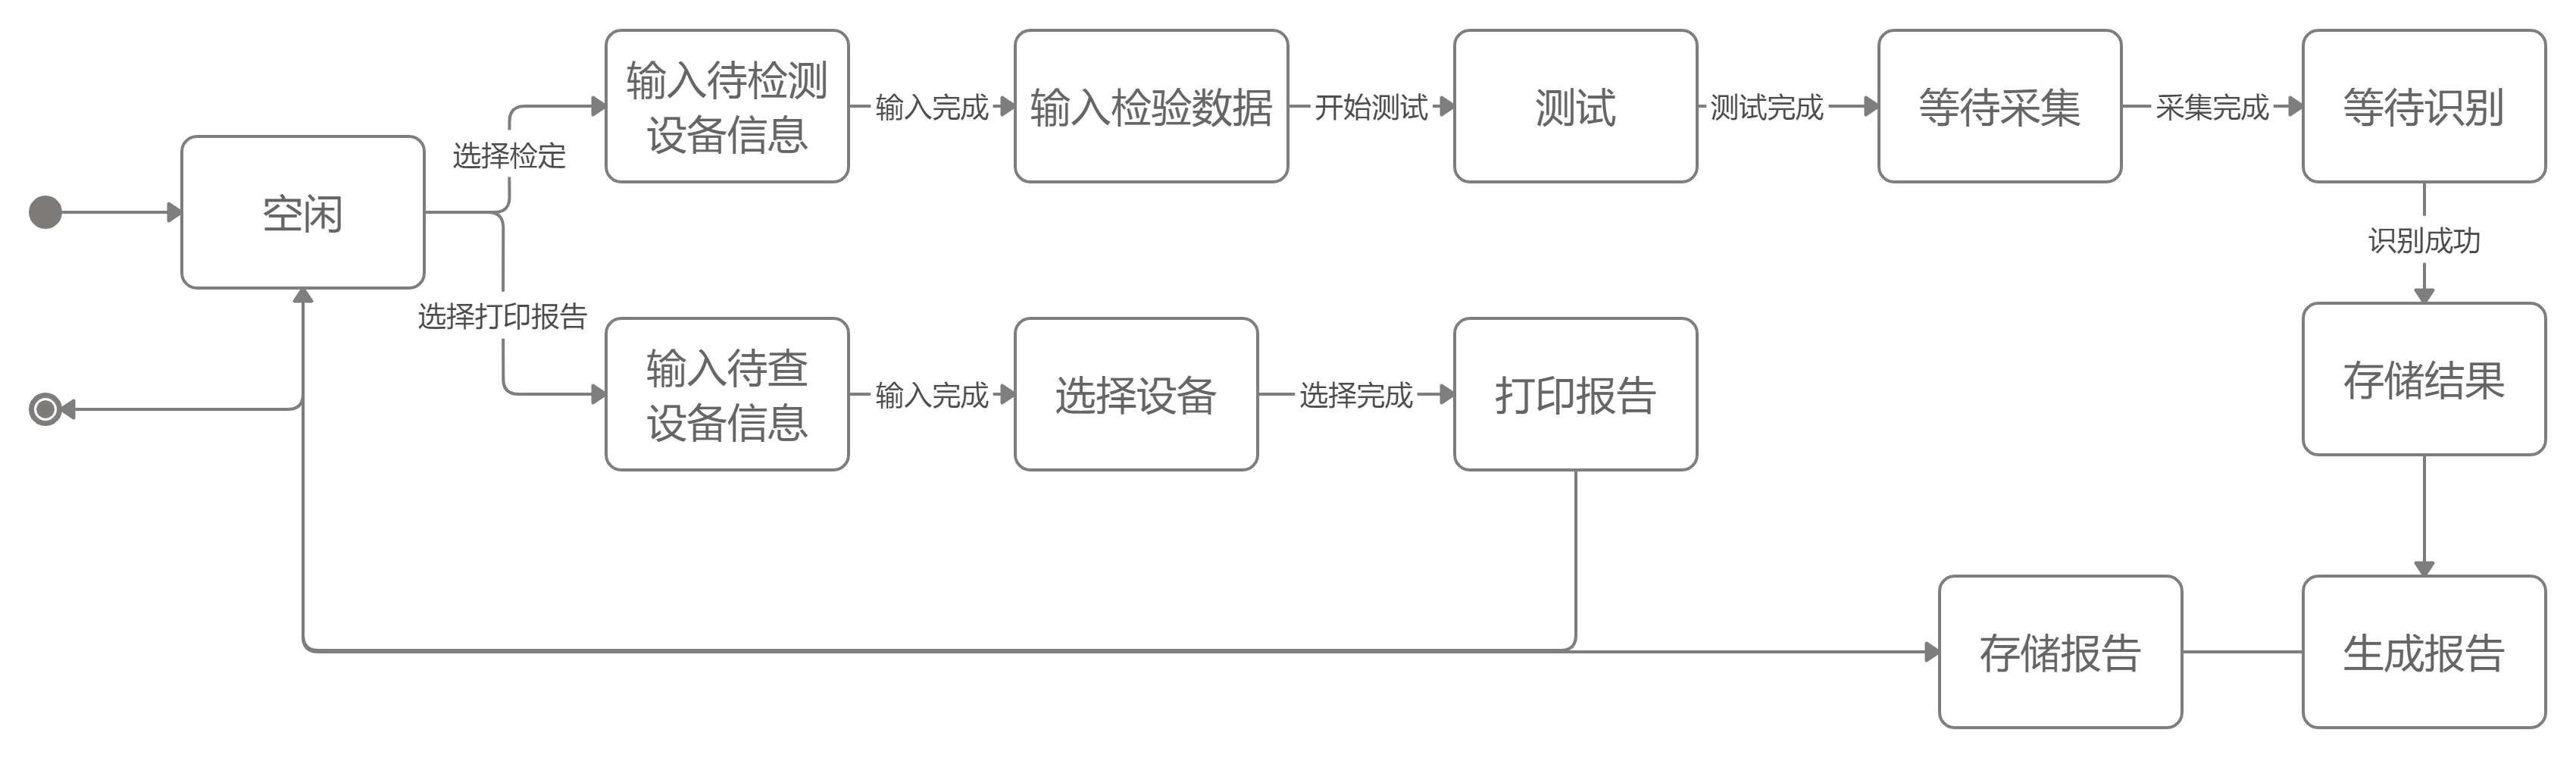 空闲
选择检定
选择打印报告
输入待检测
设备信息
输入完成
输入检验数据
开始测试
测试
测试完成
等待采集
采集完成
等待识别
识别成功
存储结果
生成报告
存储报告
输入待查
设备信息
输入完成
选择设备
选择完成
打印报告